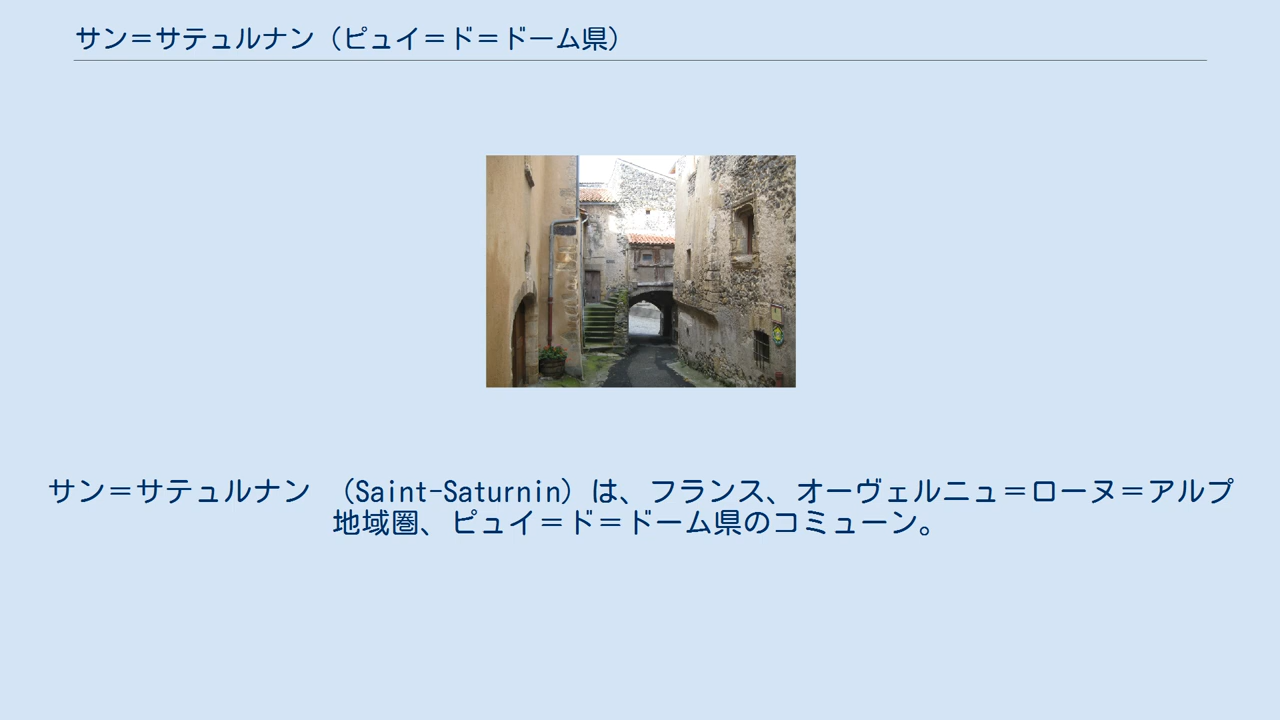 サン＝サテュルナン（ピュイ＝ド＝ドーム県）
サン＝サテュルナン （Saint-Saturnin）は、フランス、オーヴェルニュ＝ローヌ＝アルプ
地域圏、ピュイ＝ド＝ドーム県のコミューン。